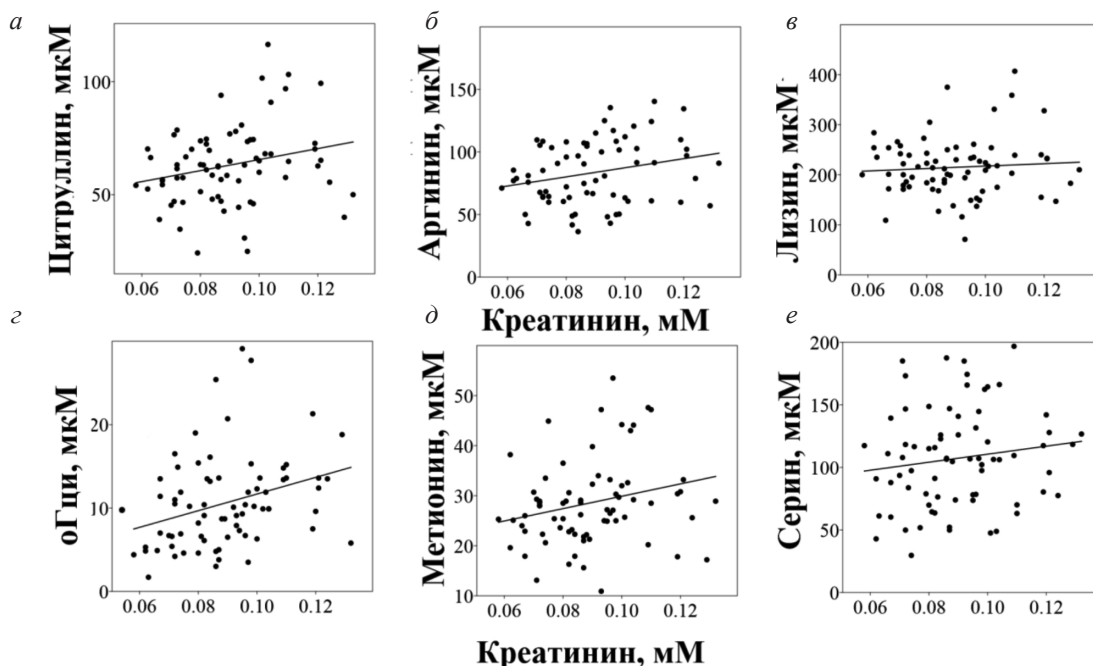 а
Цитруллин, мкМ
100
50
0.06 0.08 0.10 0.12
б
Аргинин, мкМ
150
100
50
0
0.06 0.08 0.10 0.12
в
Лизин, мкМ
400
300
200
100
0
0.06 0.08 0.10 0.12
Креатинин, мМ
г
оГци, мкМ
20
10
0
0.06 0.08 0.10 0.12
д
Метионин, мкМ
50
40
30
20
10
0.06 0.08 0.10 0.12
е
Серин, мкМ
200
150
100
50
0
0.06 0.08 0.10 0.12
Креатинин, мМ